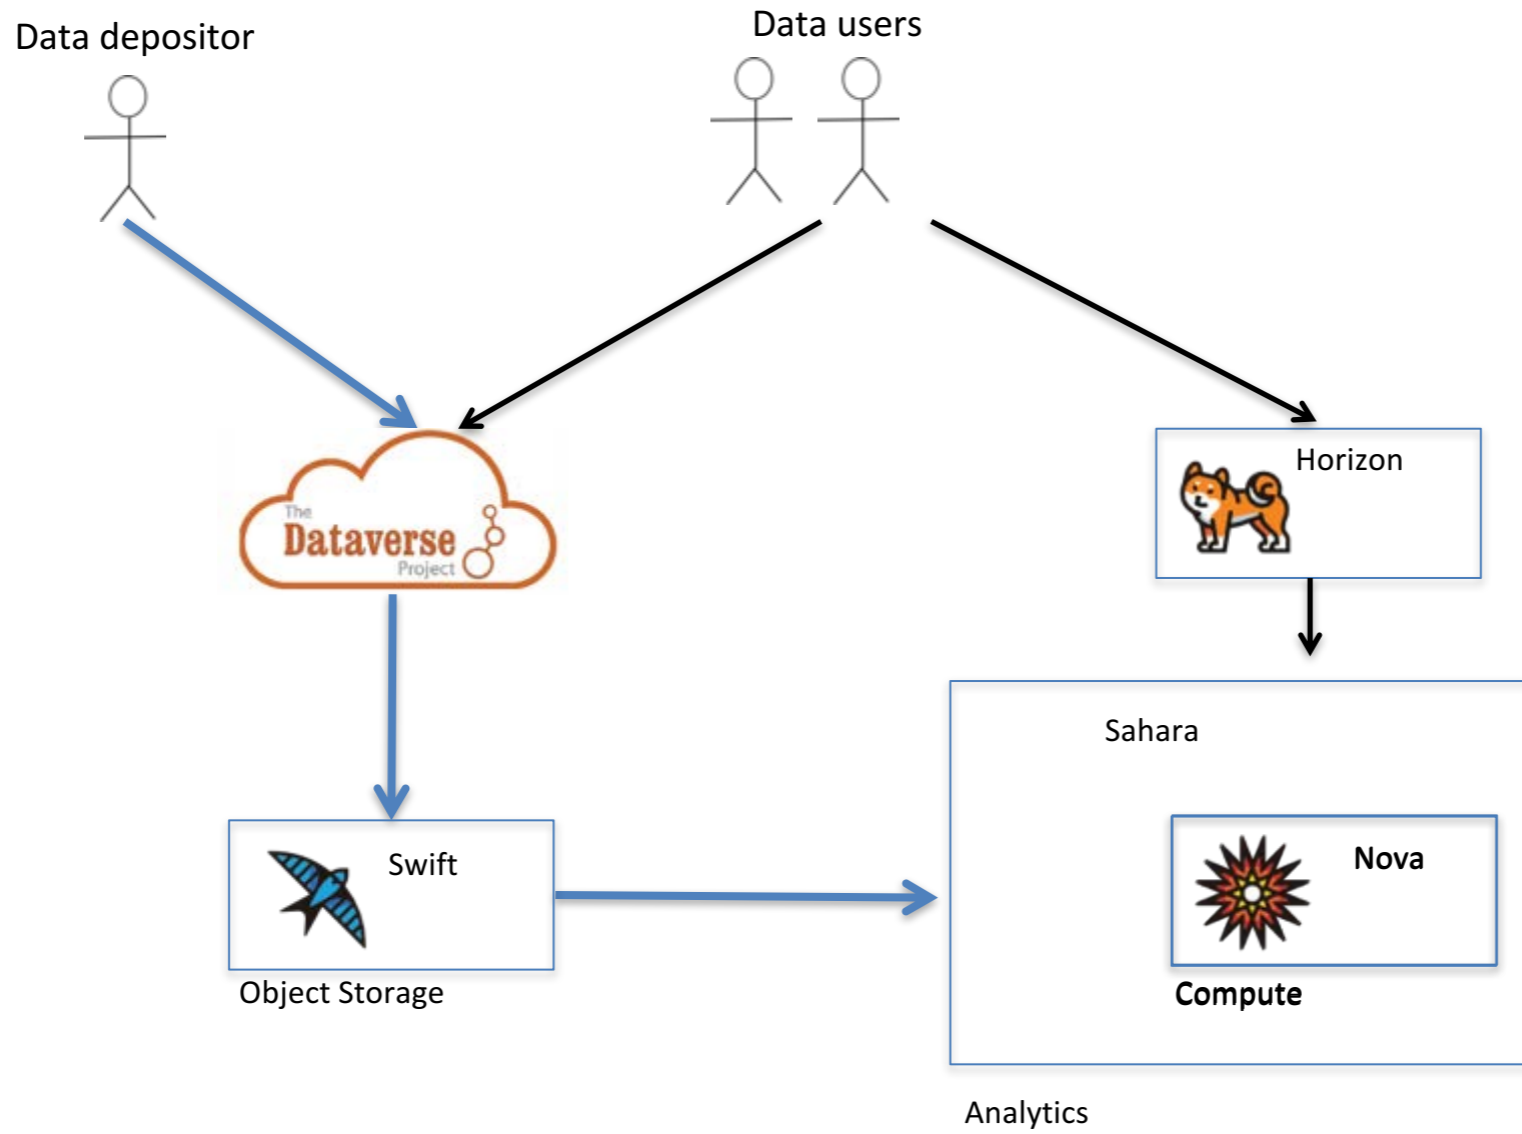 Data depositor
Data users
The
Dataverse
Project
Horizon
Sahara
Swift
Nova
Object Storage
Compute
Analytics